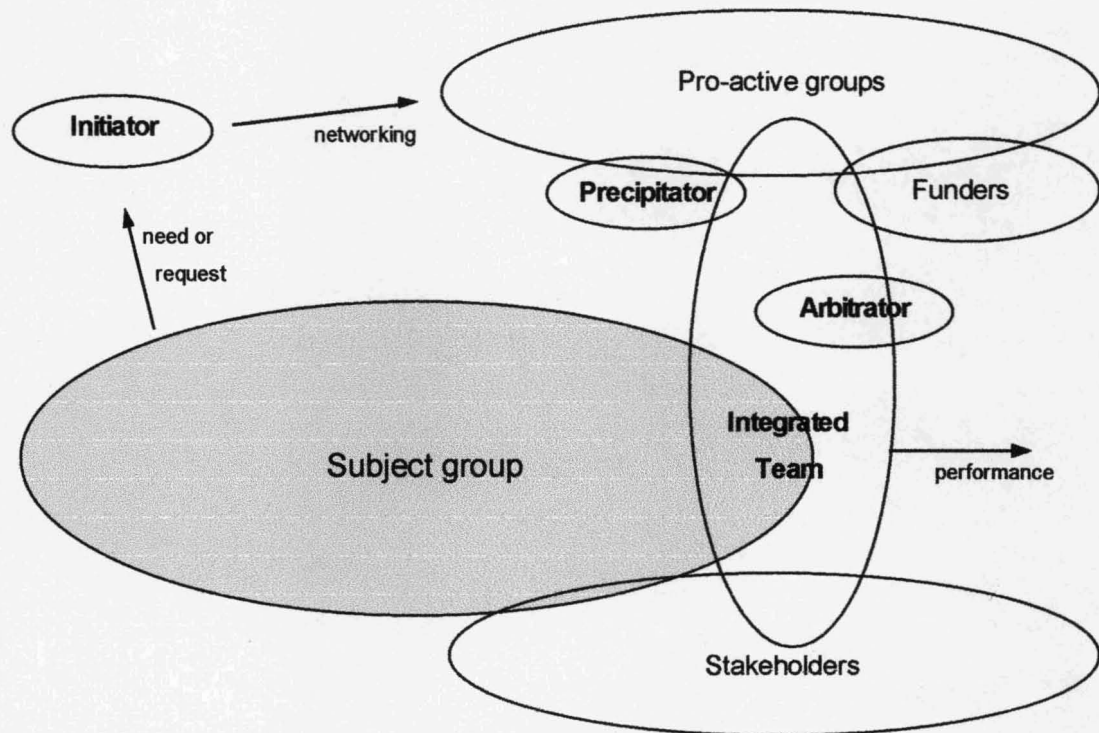 Pro-active groups
Initiator
networking
Precipitator
Funders
need or
request
Arbitrator
Integrated
Team
Subject group
performance
Stakeholders